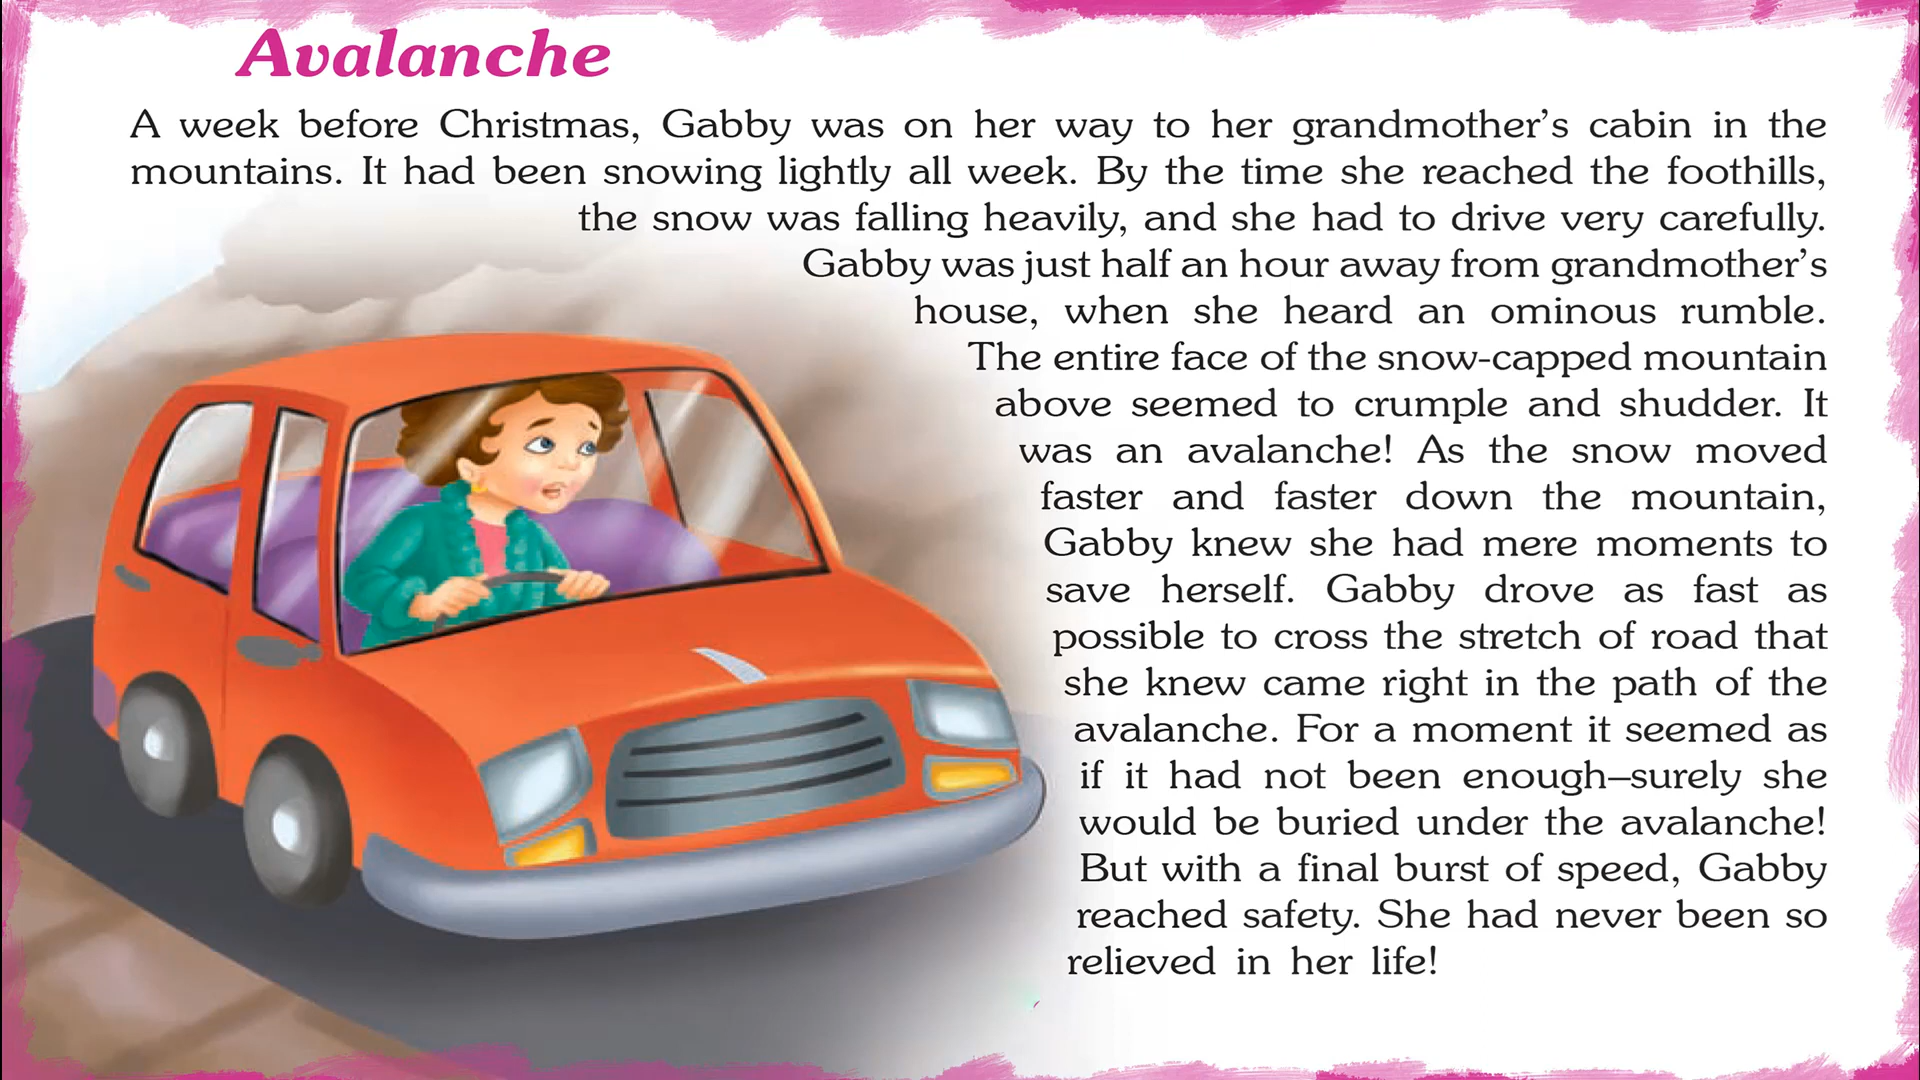 Avalanche
A week before Christmas, Gabby was on her way to her grandmother’s cabin in the
mountains. It had been snowing lightly all week. By the time she reached the foothills,
the snow was falling heavily, and she had to drive very carefully.
Gabby was just half an hour away from grandmother’s
house, when she heard an ominous rumble.
The entire face of the snow-capped mountain
above seemed to crumple and shudder. It
was an avalanche! As the snow moved
faster and faster down the mountain,
Gabby knew she had mere moments to
save herself. Gabby drove as fast as
possible to cross the stretch of road that
she knew came right in the path of the
avalanche. For a moment it seemed as
if it had not been enough–surely she
would be buried under the avalanche!
But with a final burst of speed, Gabby
reached safety. She had never been so
relieved in her life!